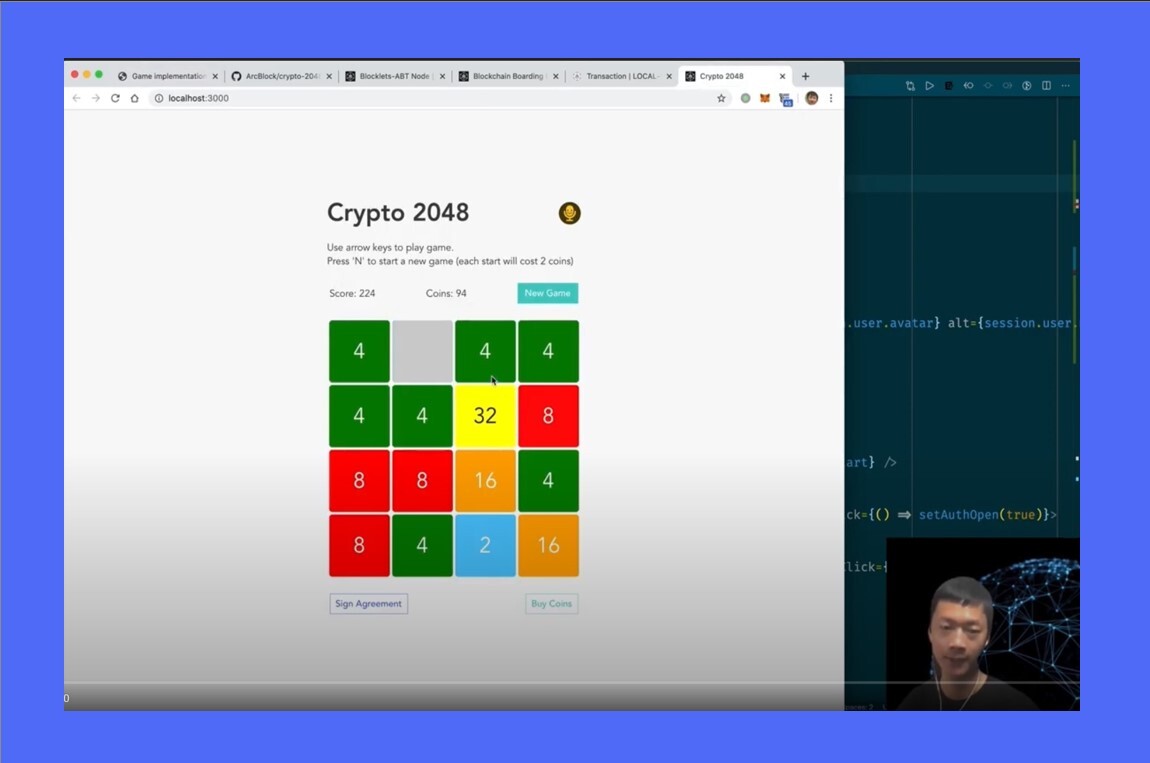 Game implementation
ArcBlock/crypto-204
Blocklets-ABT Node
Blockchain Boarding
Transaction | LOCAL
Crypto 2048
localhost:3000
Crypto 2048
Use arrow keys to play game.
Press 'N' to start a new game (each start will cost 2 coins)
Score: 224
Coins: 94
New Game
4
4
4
4
4
32
8
8
8
16
4
8
4
2
16
Sign Agreement
Buy Coins
.user.avatar} alt={session.user.
art} />
ck={() => setAuthOpen(true)}>
lick={
0